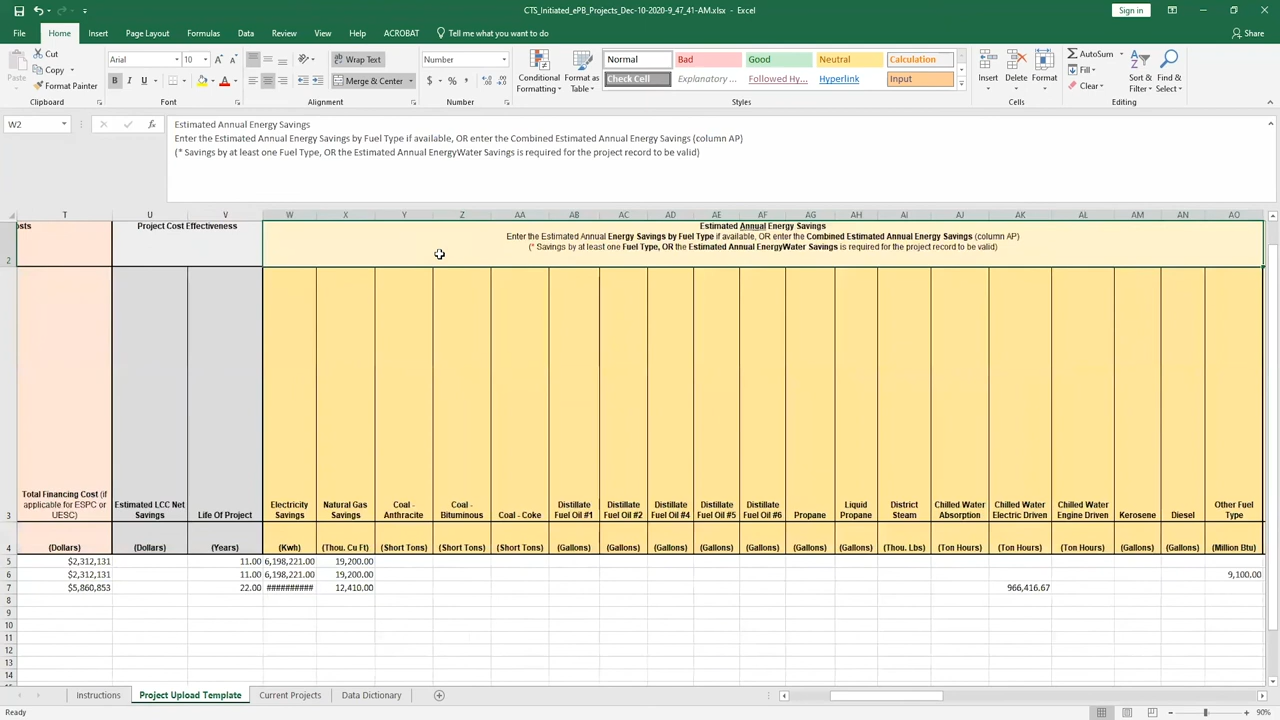 CTS_Initiated_ePB_Projects_Dec-10-2020-9_47_41-AM.xlsx - Excel
Sign in
File Home Insert Page Layout Formulas Data Review View Help ACROBAT Tell me what you want to do Share
Paste
Cut
Copy
Format Painter
Clipboard
Arial 10
B I U
Font
Wrap Text
Merge & Center
Alignment
Number
$ % ,
Number
Conditional Formatting
Format as Table
Normal Bad Good Neutral Calculation
Check Cell Explanatory ... Followed Hy... Hyperlink Input
Styles
Insert Delete Format
Cells
AutoSum
Fill
Clear
Sort & Filter
Find & Select
Editing
W2
fx
Estimated Annual Energy Savings
Enter the Estimated Annual Energy Savings by Fuel Type if available, OR enter the Combined Estimated Annual Energy Savings (column AP)
(* Savings by at least one Fuel Type, OR the Estimated Annual EnergyWater Savings is required for the project record to be valid)
T U V W X Y Z AA AB AC AD AE AF AG AH AI AJ AK AL AM AN AO
osts Project Cost Effectiveness Estimated Annual Energy Savings
Enter the Estimated Annual Energy Savings by Fuel Type if available, OR enter the Combined Estimated Annual Energy Savings (column AP)
(* Savings by at least one Fuel Type, OR the Estimated Annual EnergyWater Savings is required for the project record to be valid)
2
3
Total Financing Cost (if applicable for ESPC or UESC)
Estimated LCC Net Savings
Life Of Project
Electricity Savings
Natural Gas Savings
Coal - Anthracite
Coal - Bituminous
Coal - Coke
Distillate Fuel Oil #1
Distillate Fuel Oil #2
Distillate Fuel Oil #4
Distillate Fuel Oil #5
Distillate Fuel Oil #6
Propane
Liquid Propane
District Steam
Chilled Water Absorption
Chilled Water Electric Driven
Chilled Water Engine Driven
Kerosene
Diesel
Other Fuel Type
4 (Dollars) (Dollars) (Years) (Kwh) (Thou. Cu Ft) (Short Tons) (Short Tons) (Short Tons) (Gallons) (Gallons) (Gallons) (Gallons) (Gallons) (Gallons) (Gallons) (Thou. Lbs) (Ton Hours) (Ton Hours) (Ton Hours) (Gallons) (Gallons) (Million Btu)
5 $2,312,131 11.00 6,198,221.00 19,200.00
6 $2,312,131 11.00 6,198,221.00 19,200.00 9,100.00
7 $5,860,853 22.00 ########## 12,410.00 966,416.67
8
9
10
11
12
13
14
Instructions Project Upload Template Current Projects Data Dictionary
90%